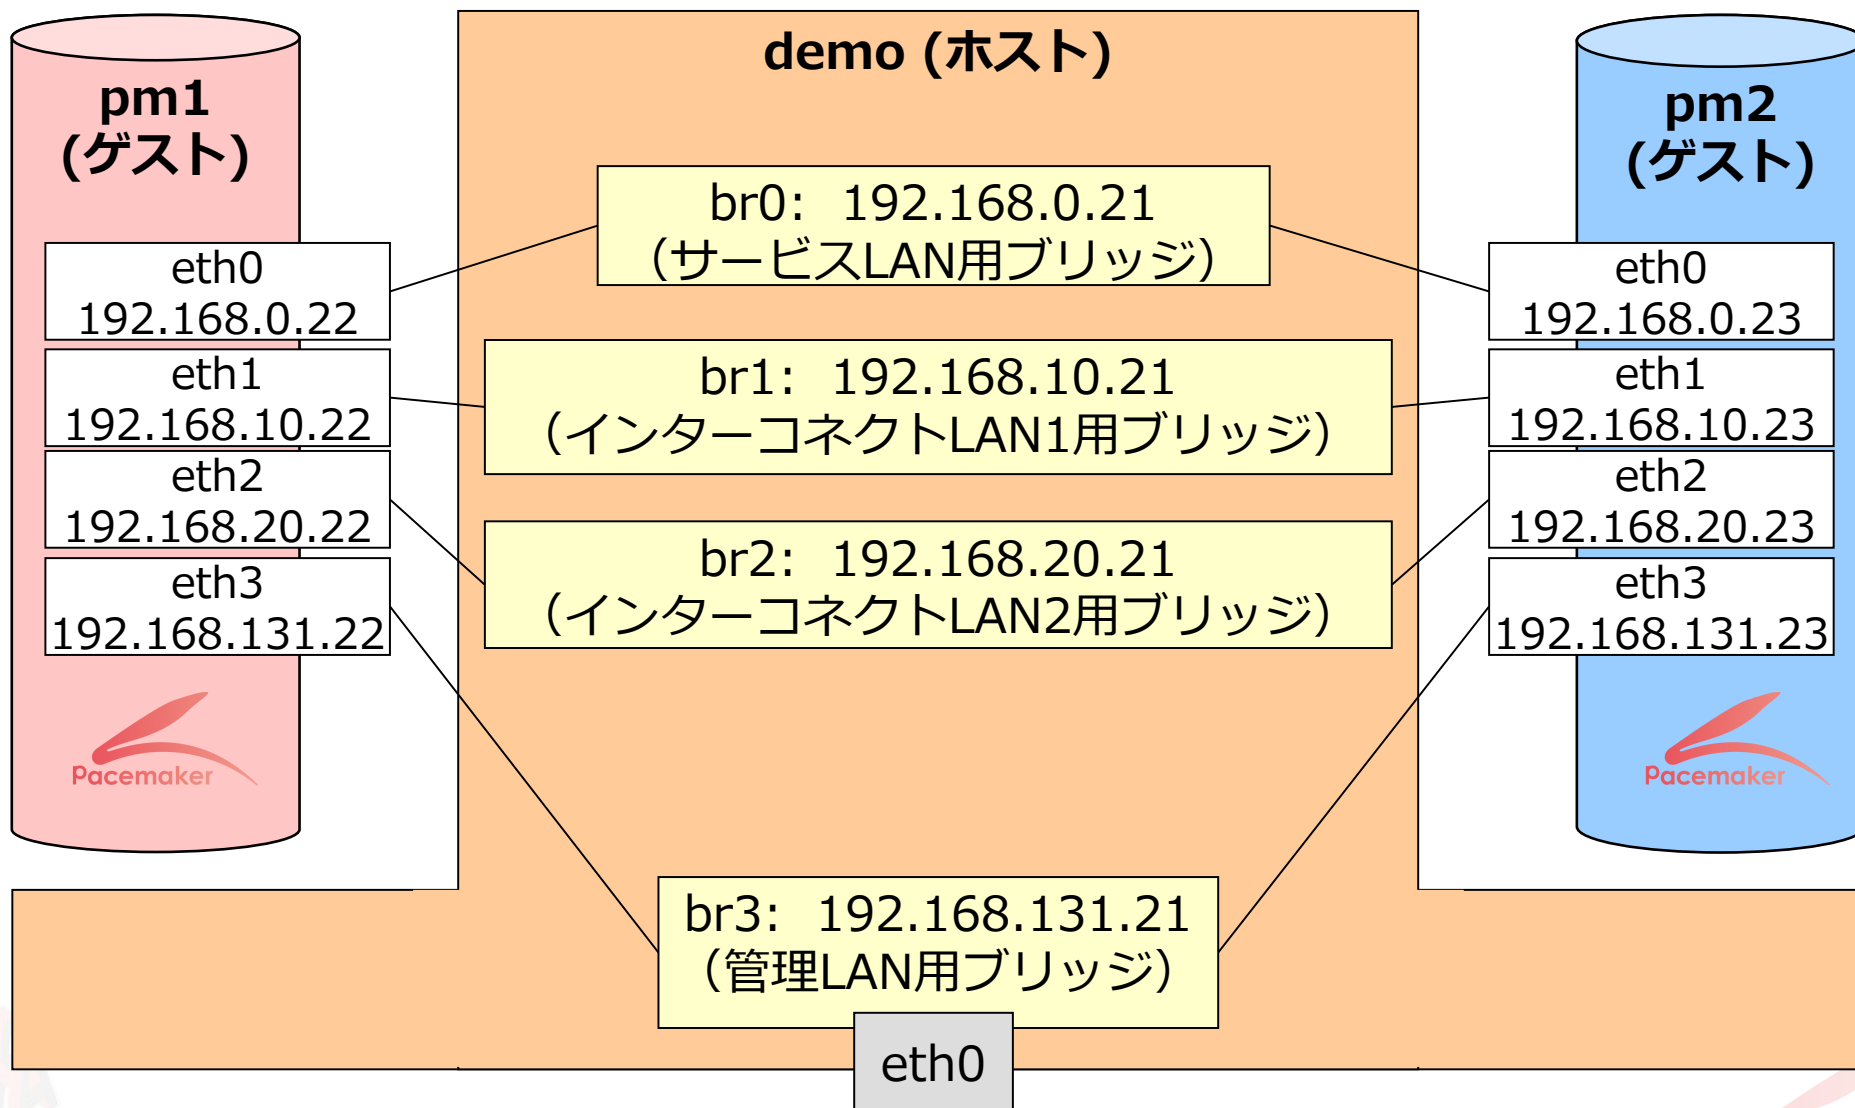 demo (ホスト)
pm1
(ゲスト)
pm2
(ゲスト)
br0: 192.168.0.21
（サービスLAN用ブリッジ）
eth0
192.168.0.22
eth0
192.168.0.23
br1: 192.168.10.21
（インターコネクトLAN1用ブリッジ）
eth1
192.168.10.22
eth1
192.168.10.23
br2: 192.168.20.21
（インターコネクトLAN2用ブリッジ）
eth2
192.168.20.22
eth2
192.168.20.23
eth3
192.168.131.22
eth3
192.168.131.23
Pacemaker
Pacemaker
br3: 192.168.131.21
（管理LAN用ブリッジ）
eth0